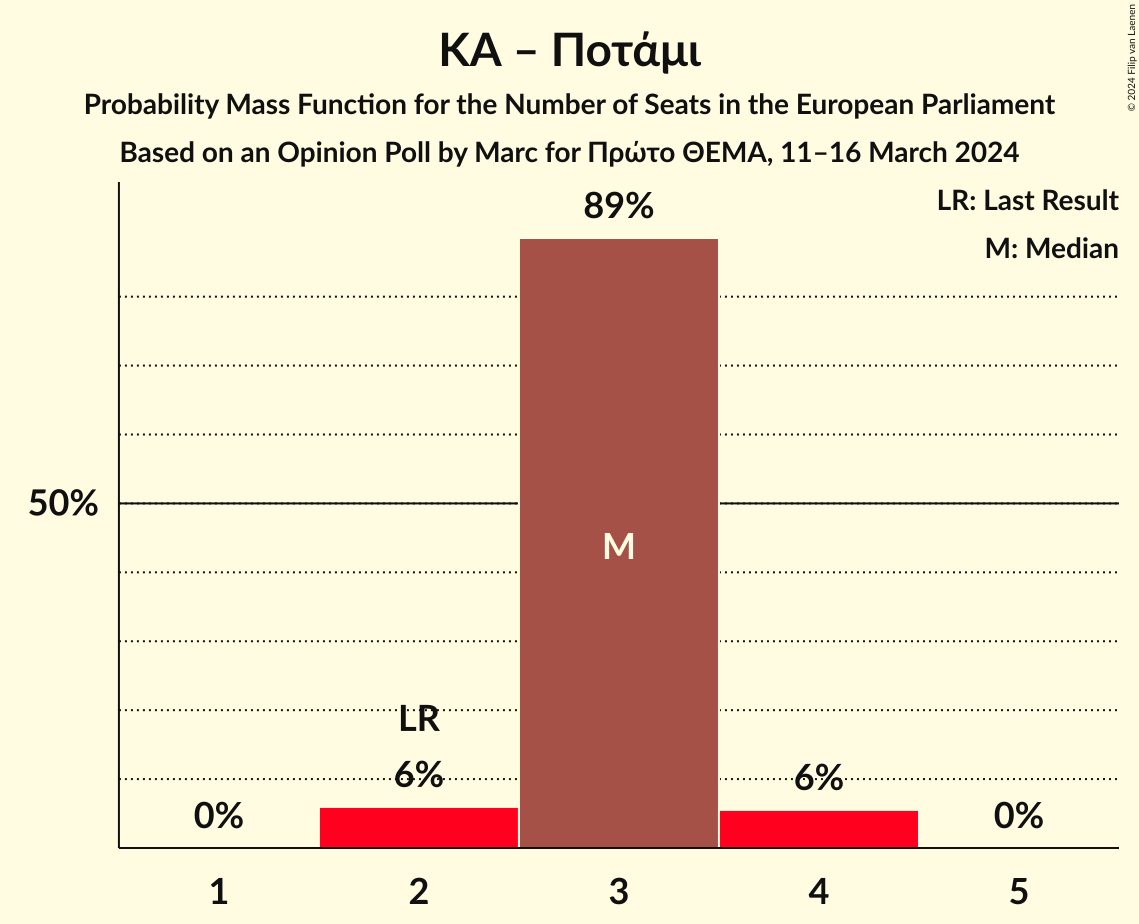 ΚΑ – Ποτάμι
Probability Mass Function for the Number of Seats in the European Parliament
Based on an Opinion Poll by Marc for Πρώτο ΘΕΜΑ, 11–16 March 2024
© 2024 Filip van Laenen
LR: Last Result
M: Median
89%
50%
M
LR
0%
6%
6%
0%
1
2
3
4
5